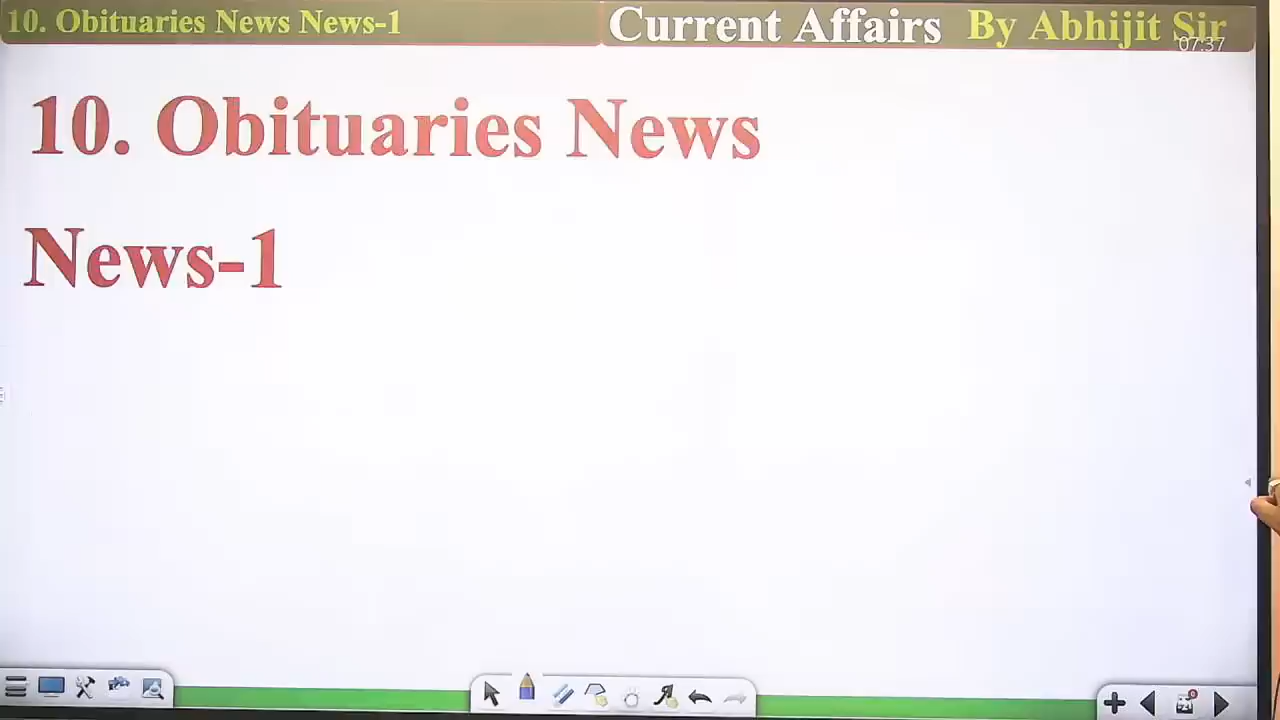 10. Obituaries News News-1
Current Affairs By Abhijit Sir
07:37
10. Obituaries News
News-1